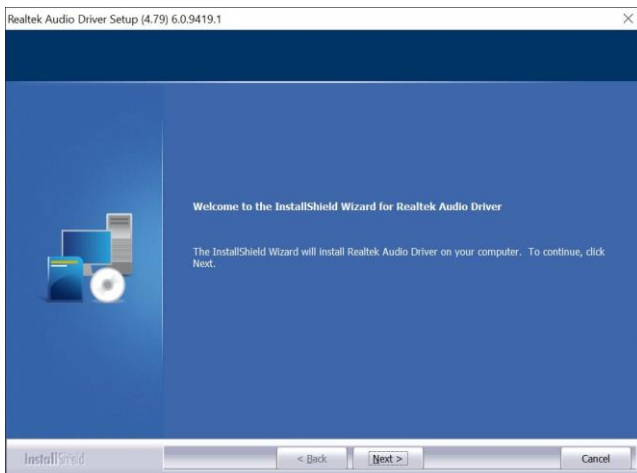 Realtek Audio Driver Setup (4.79) 6.0.9419.1
Welcome to the InstallShield Wizard for Realtek Audio Driver
The InstallShield Wizard will install Realtek Audio Driver on your computer. To continue, click
Next.
InstallShield
< Back
Next >
Cancel